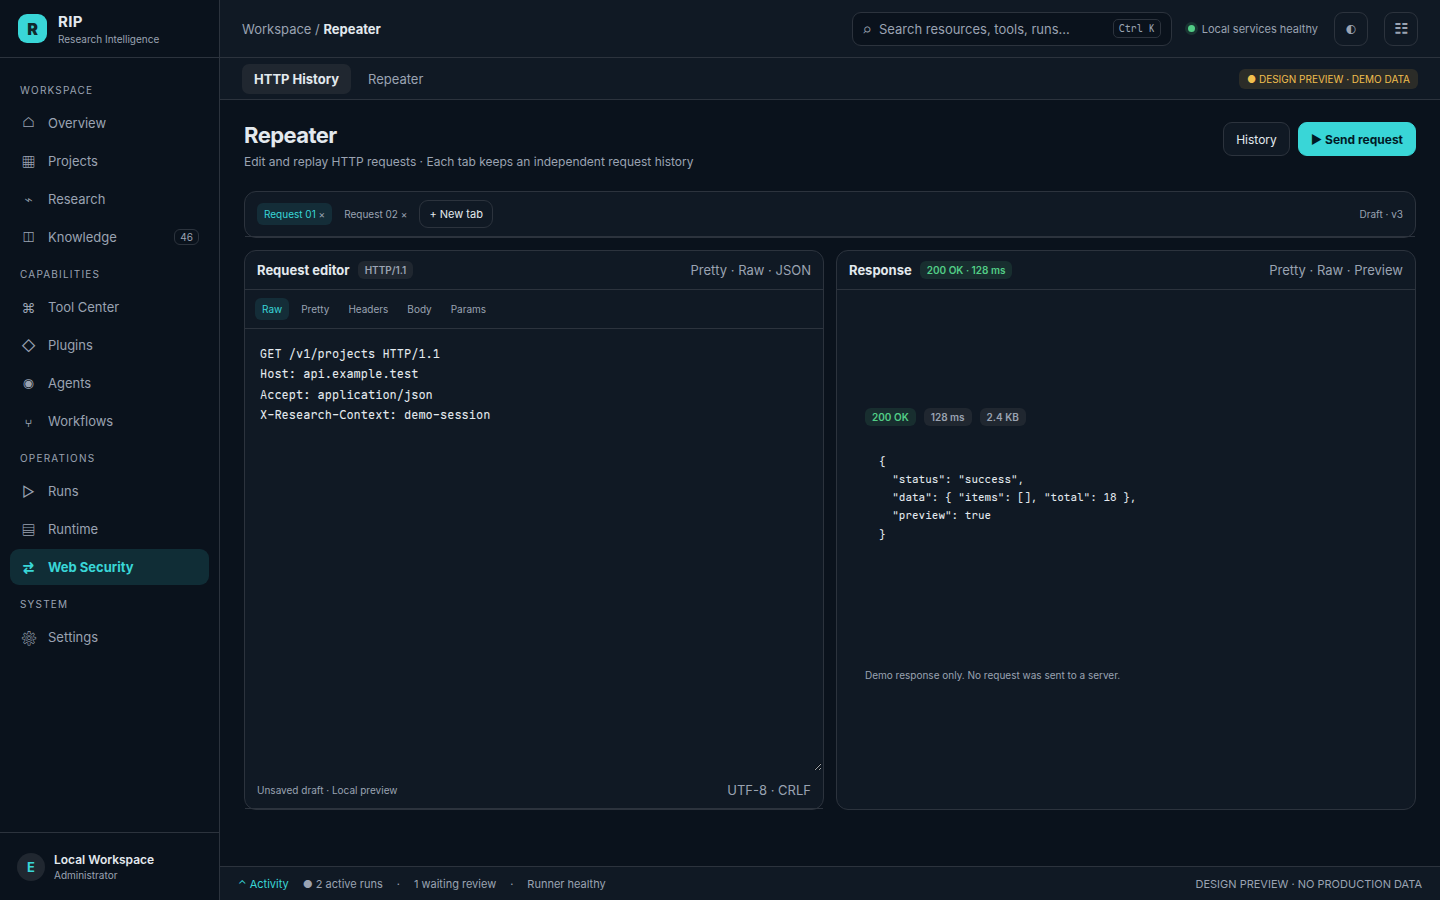 R
RIP
Research Intelligence
Workspace / Repeater
Search resources, tools, runs...
Ctrl K
Local services healthy
HTTP History
Repeater
DESIGN PREVIEW · DEMO DATA
WORKSPACE
Overview
Projects
Research
Knowledge
46
CAPABILITIES
Tool Center
Plugins
Agents
Workflows
OPERATIONS
Runs
Runtime
Web Security
SYSTEM
Settings
E
Local Workspace
Administrator
Repeater
Edit and replay HTTP requests · Each tab keeps an independent request history
History
▶ Send request
Request 01 ×
Request 02 ×
+ New tab
Draft · v3
Request editor
HTTP/1.1
Pretty · Raw · JSON
Raw
Pretty
Headers
Body
Params
GET /v1/projects HTTP/1.1
Host: api.example.test
Accept: application/json
X-Research-Context: demo-session
Unsaved draft · Local preview
UTF-8 · CRLF
Response
200 OK · 128 ms
Pretty · Raw · Preview
200 OK
128 ms
2.4 KB
{
"status": "success",
"data": { "items": [], "total": 18 },
"preview": true
}
Demo response only. No request was sent to a server.
^ Activity
● 2 active runs
·
1 waiting review
·
Runner healthy
DESIGN PREVIEW · NO PRODUCTION DATA